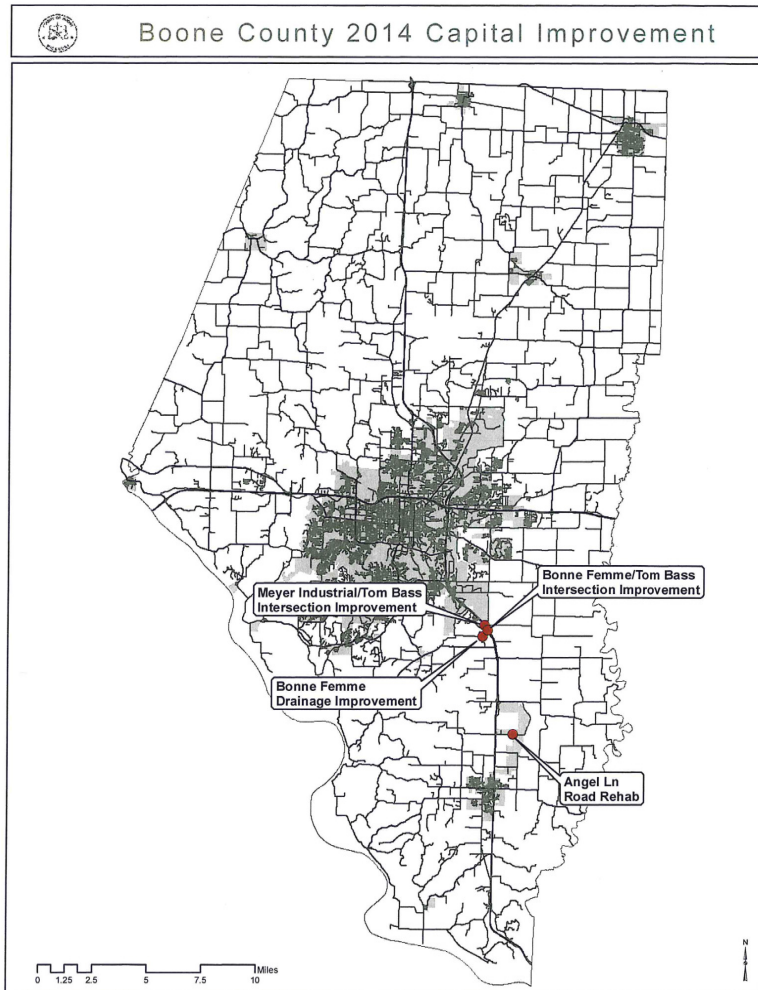 Boone County 2014 Capital Improvement
Bonne Femme/Tom Bass
Intersection Improvement
Meyer Industrial/Tom Bass
Intersection Improvement
Bonne Femme
Drainage Improvement
Angel Ln
Road Rehab
N
Miles
0 1.25 2.5 5 7.5 10